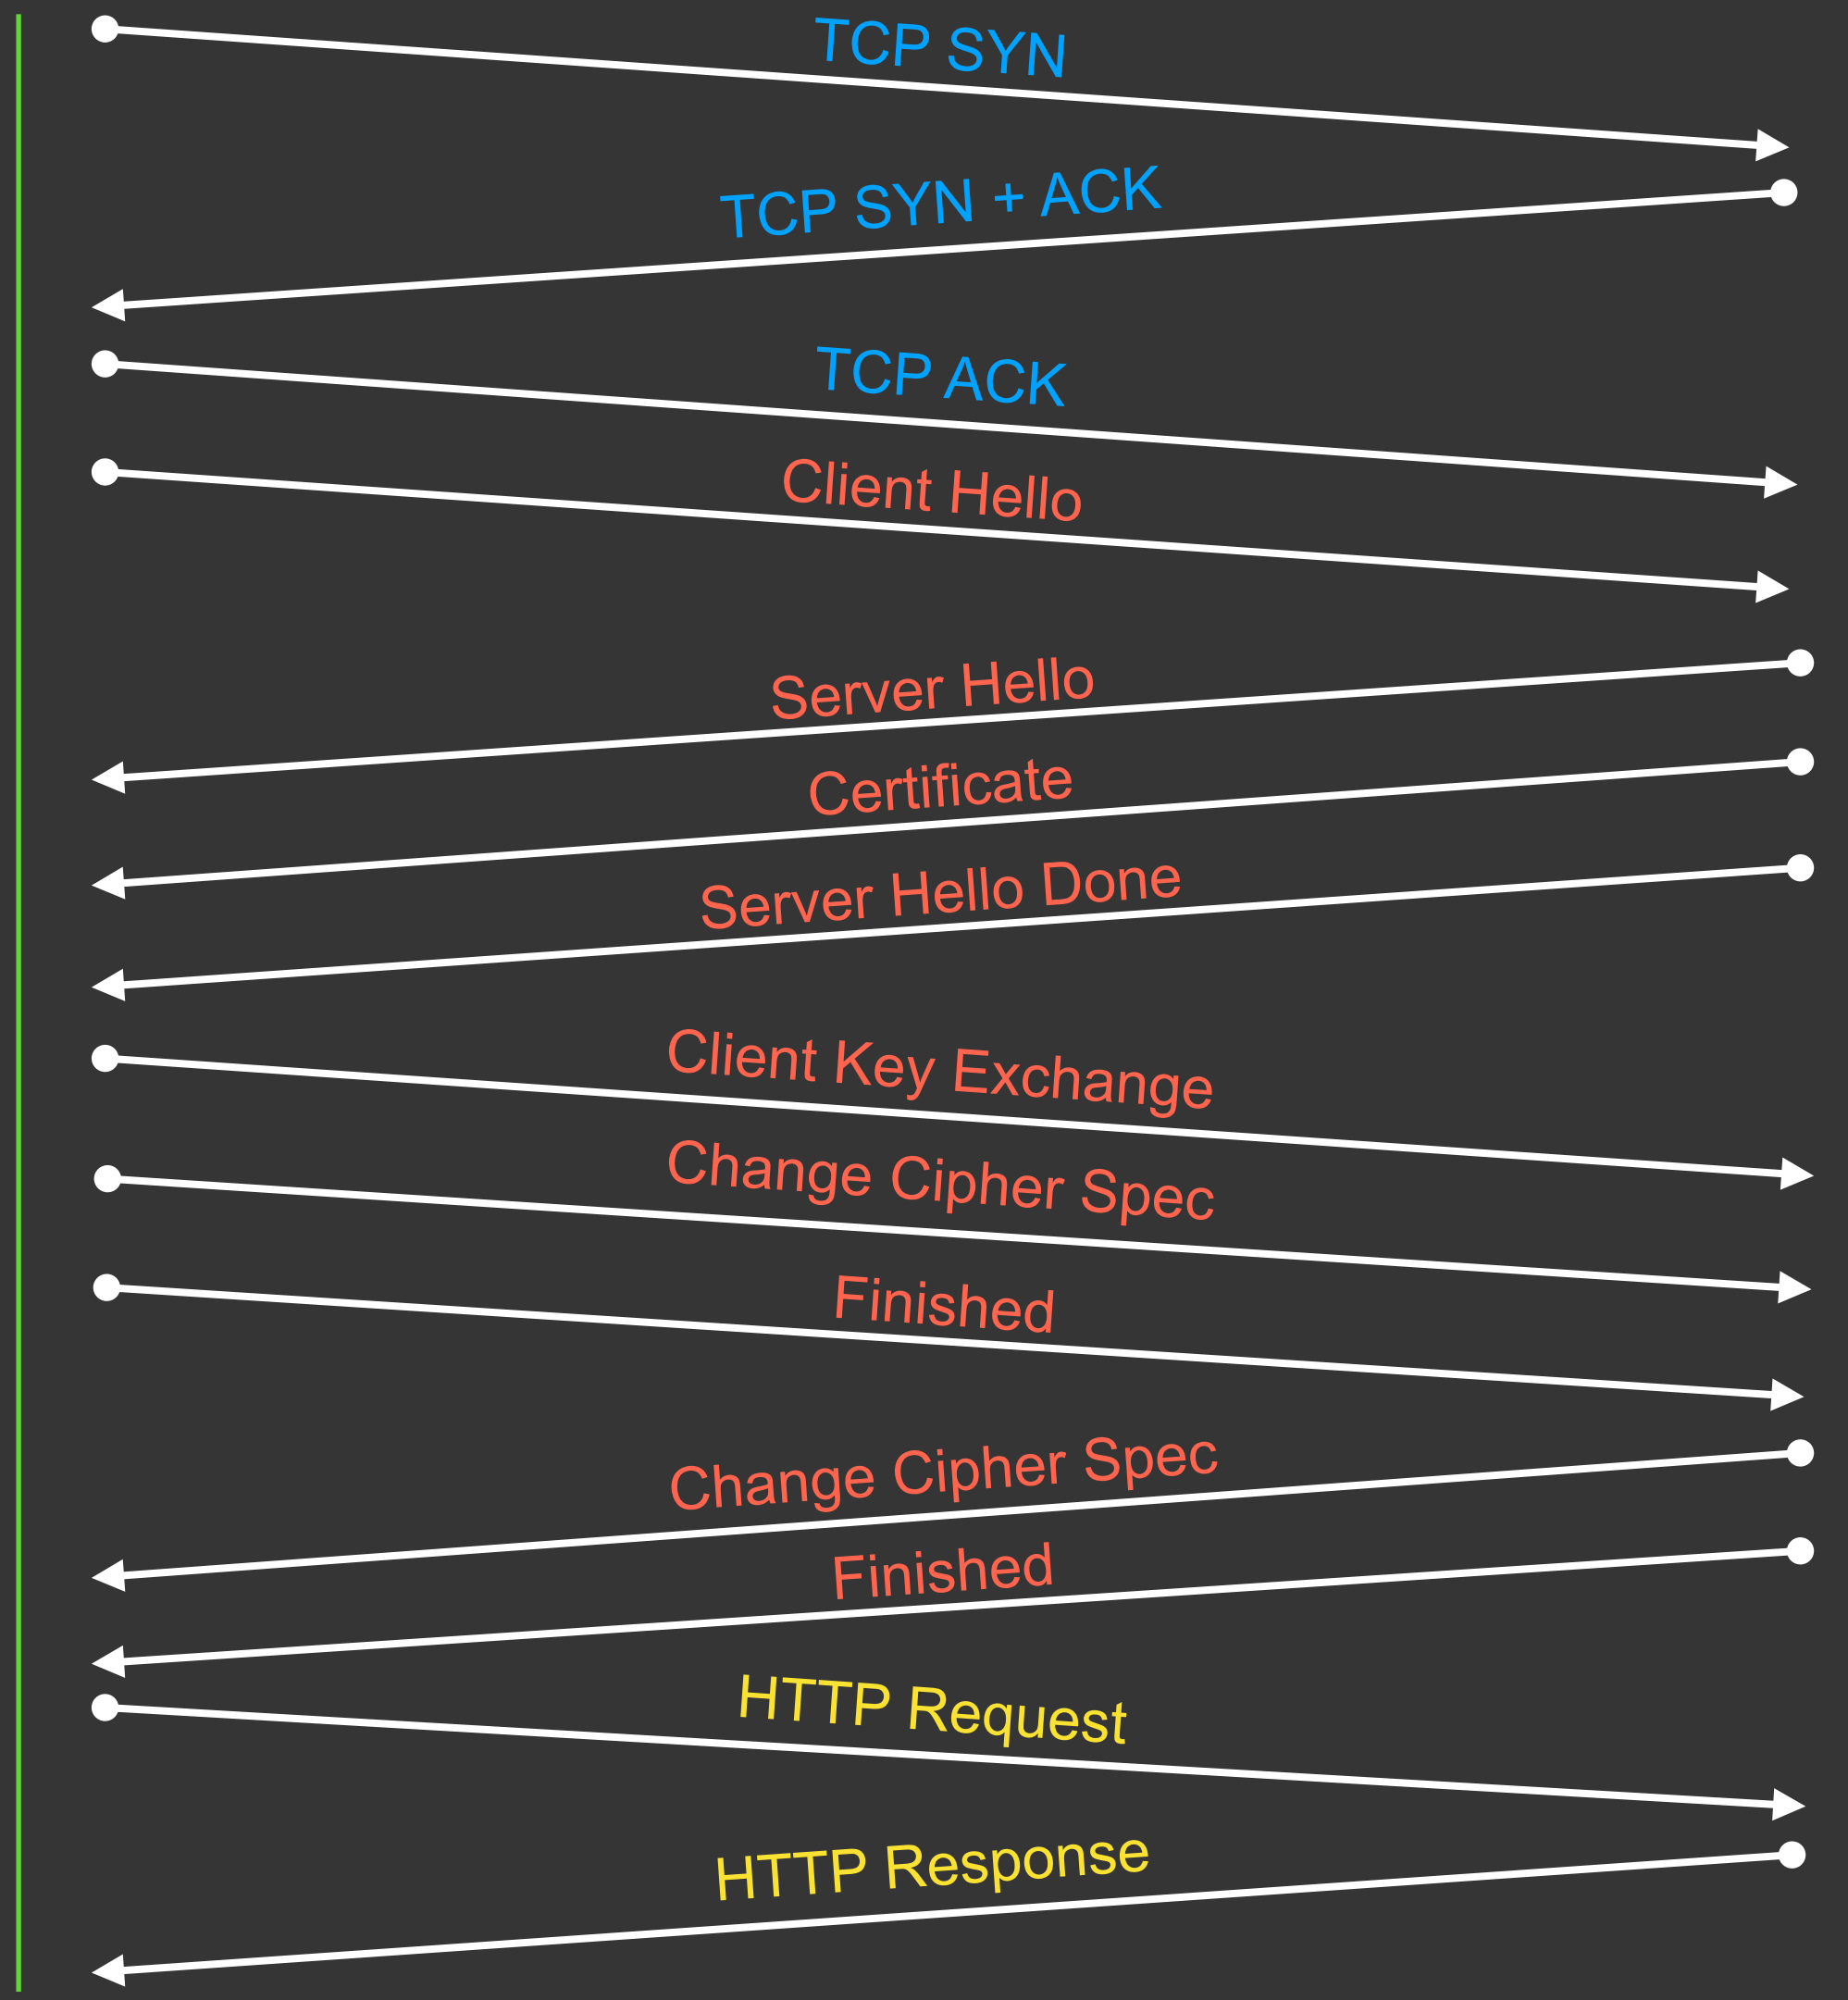 TCP SYN
TCP SYN + ACK
TCP ACK
Client Hello
Server Hello
Certificate
Server Hello Done
Client Key Exchange
Change Cipher Spec
Finished
Change Cipher Spec
Finished
HTTP Request
HTTP Response